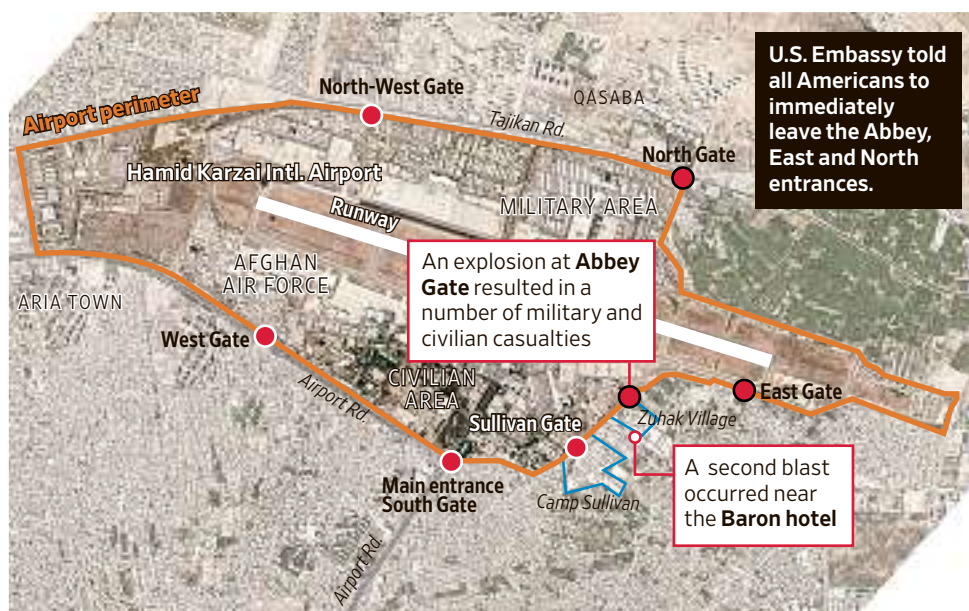 U.S. Embassy told
all Americans to
immediately
leave the Abbey,
East and North
entrances.
North-West Gate
QASABA
Airport perimeter
Tajikan Rd.
North Gate
Hamid Karzai Intl. Airport
MILITARY AREA
Runway
An explosion at Abbey
Gate resulted in a
number of military and
civilian casualties
AFGHAN
AIR FORCE
ARIA TOWN
West Gate
CIVILIAN
AREA
Airport Rd.
East Gate
Zuhak Village
Sullivan Gate
Main entrance
South Gate
Camp Sullivan
A second blast
occurred near
the Baron hotel
Airport Rd.